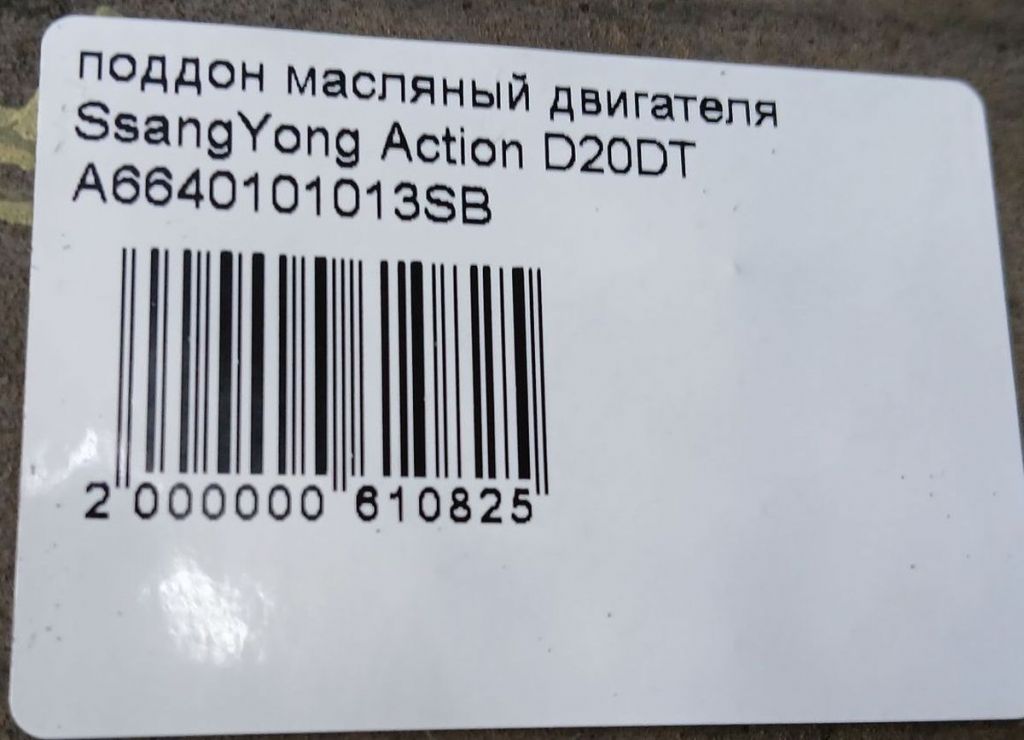 поддон масляный двигателя
SsangYong Action D20DT
A6640101013SB
2 000000 610825